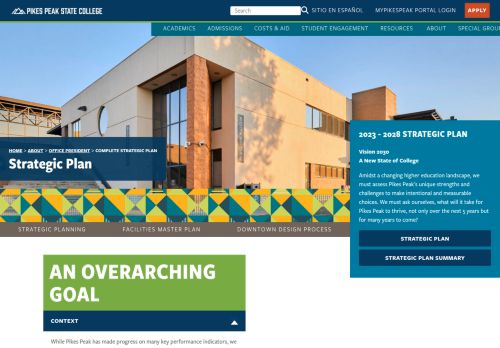 PIKES PEAK STATE COLLEGE
Search
SITIO EN ESPAÑOL
MYPIKESPEAK PORTAL LOGIN
APPLY
ACADEMICS ADMISSIONS COSTS & AID STUDENT ENGAGEMENT RESOURCES ABOUT SPECIAL GROU
HOME > ABOUT > OFFICE PRESIDENT > COMPLETE STRATEGIC PLAN
Strategic Plan
2023 - 2028 STRATEGIC PLAN
Vision 2030
A New State of College
Amidst a changing higher education landscape, we
must assess Pikes Peak's unique strengths and
challenges to make intentional and measurable
choices. We must ask ourselves, what will it take for
Pikes Peak to thrive, not only over the next 5 years but
for many years to come?
STRATEGIC PLAN
STRATEGIC PLAN SUMMARY
STRATEGIC PLANNING FACILITIES MASTER PLAN DOWNTOWN DESIGN PROCESS
AN OVERARCHING
GOAL
CONTEXT
While Pikes Peak has made progress on many key performance indicators, we